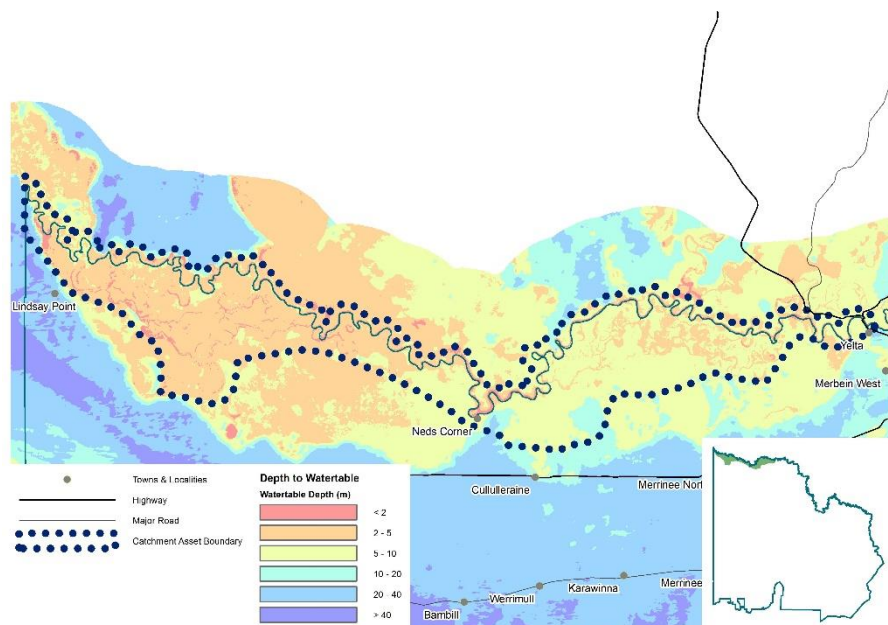 Lindsay Point
Yelta
Merbein West
Neds Corner
Cullulleraine
Merrinee Nort
Karawinna
Merrinee
Werrimull
Bambill
Towns & Localities
Highway
Major Road
Catchment Asset Boundary
Depth to Watertable
Watertable Depth (m)
< 2
2 - 5
5 - 10
10 - 20
20 - 40
> 40